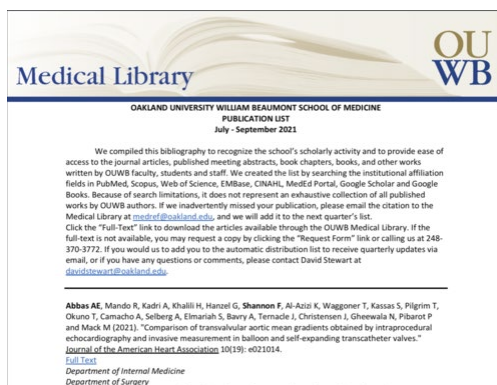 OU
Medical Library
WB
OAKLAND UNIVERSITY WILLIAM BEAUMONT SCHOOL OF MEDICINE
PUBLICATION LIST
July - September 2021
We compiled this bibliography to recognize the school's scholarly activity and to provide ease of
access to the journal articles, published meeting abstracts, book chapters, books, and other works
written by OUWB faculty, students and staff. We created the list by searching the institutional affiliation
fields in PubMed, Scopus, Web of Science, EMBase, CINAHL, MedEd Portal, Google Scholar and Google
Books. Because of search limitations, it does not represent an exhaustive collection of all published
works by OUWB authors. If we inadvertently missed your publication, please email the citation to the
Medical Library at medref@oakland.edu, and we will add it to the next quarter's list.
Click the "Full-Text" link to download the articles available through the OUWB Medical Library. If the
full-text is not available, you may request a copy by clicking the "Request Form" link or calling us at 248-
370-3772. If you would us to add you to the automatic distribution list to receive quarterly updates via
email, or if you have any questions or comments, please contact David Stewart at
davidstewart@oakland.edu.
Abbas AE, Mando R, Kadri A, Khalili H, Hanzel G, Shannon F, Al-Azizi K, Waggoner T, Kassas S, Pilgrim T,
Okuno T, Camacho A, Selberg A, Elmariah S, Bavry A, Ternacle J, Christensen J, Gheewala N, Pibarot P
and Mack M (2021). "Comparison of transvalvular aortic mean gradients obtained by intraprocedural
echocardiography and invasive measurement in balloon and self-expanding transcatheter valves."
Journal of the American Heart Association 10(19): e021014.
Full Text
Department of Internal Medicine
Department of Surgery